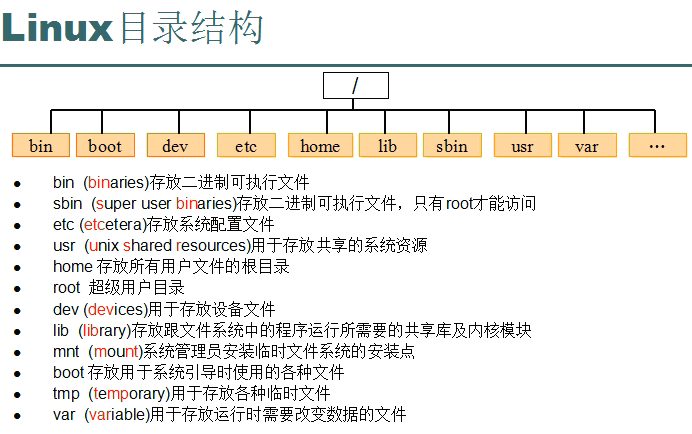 Linux目录结构
/
bin boot dev etc home lib sbin usr var …
● bin (binaries)存放二进制可执行文件
● sbin (super user binaries)存放二进制可执行文件，只有root才能访问
● etc (etcetera)存放系统配置文件
● usr (unix shared resources)用于存放共享的系统资源
● home 存放所有用户文件的根目录
● root 超级用户目录
● dev (devices)用于存放设备文件
● lib (library)存放跟文件系统中的程序运行所需要的共享库及内核模块
● mnt (mount)系统管理员安装临时文件系统的安装点
● boot 存放用于系统引导时使用的各种文件
● tmp (temporary)用于存放各种临时文件
● var (variable)用于存放运行时需要改变数据的文件